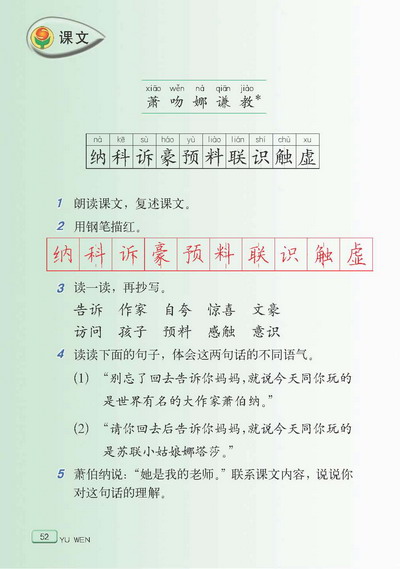 课文
xiāo wěn nà qiān jiào
萧吻娜谦教*
nà kē sù háo yù liào lián shí chù xu
纳科诉豪预料联识触虚
1 朗读课文，复述课文。
2 用钢笔描红。
纳科诉豪预料联识触虚
3 读一读，再抄写。
告诉 作家 自夸 惊喜 文豪
访问 孩子 预料 感触 意识
4 读读下面的句子，体会这两句话的不同语气。
(1) “别忘了回去告诉你妈妈，就说今天同你玩的
是世界有名的大作家萧伯纳。”
(2) “请你回去后告诉你妈妈，就说今天同你玩的
是苏联小姑娘娜塔莎。”
5 萧伯纳说：“她是我的老师。”联系课文内容，说说你
对这句话的理解。
52 YU WEN